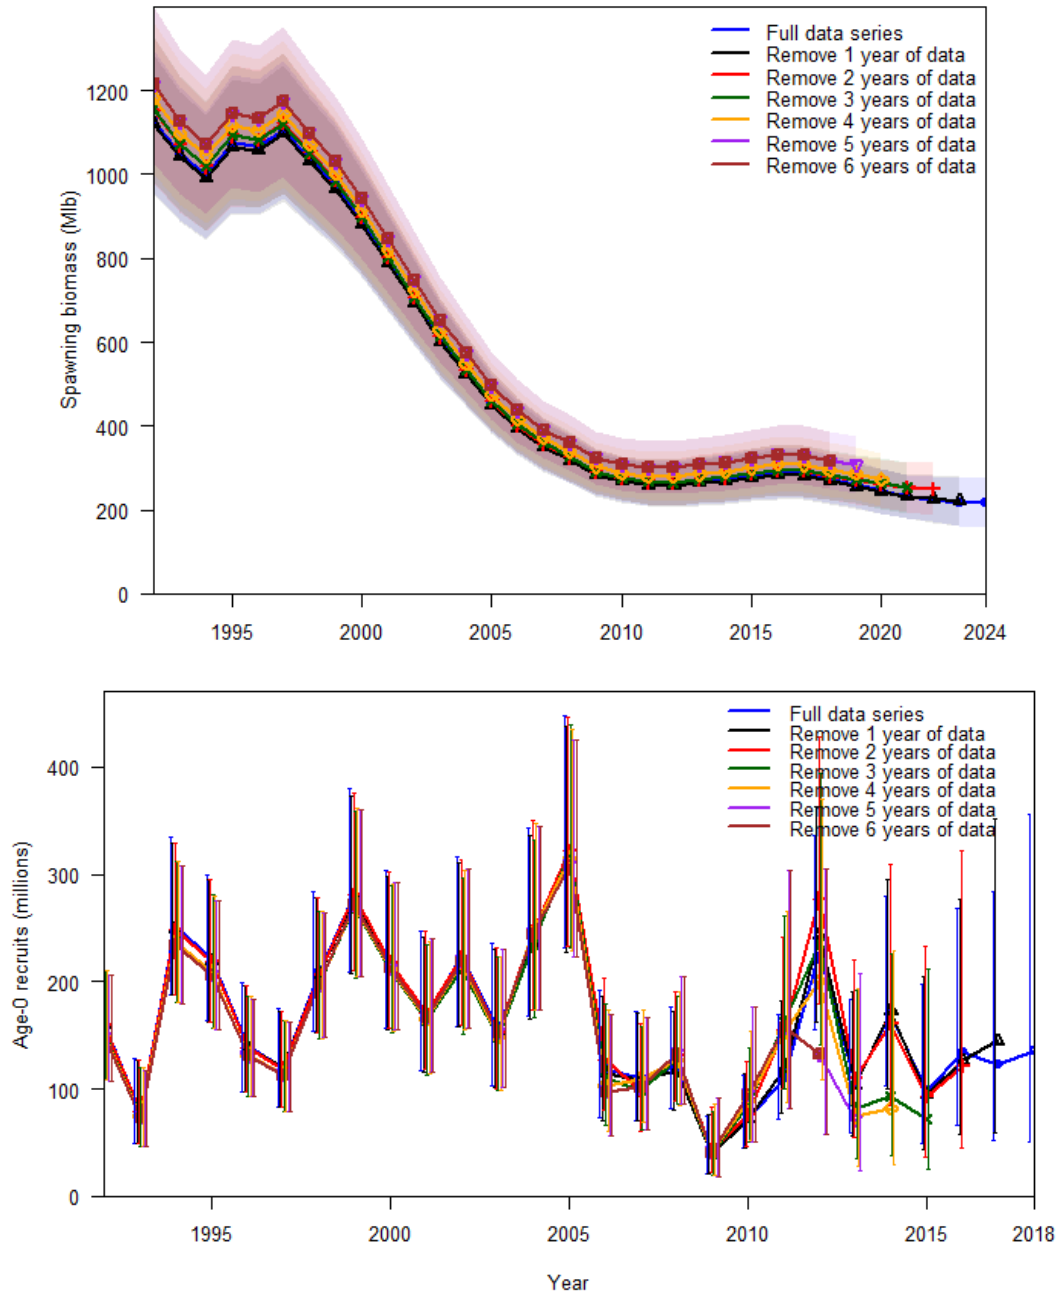 Full data series
Remove 1 year of data
Remove 2 years of data
Remove 3 years of data
Remove 4 years of data
Remove 5 years of data
Remove 6 years of data
1200
1000
800
600
400
200
0
Spawning biomass (Mlb)
1995 2000 2005 2010 2015 2020 2024
Full data series
Remove 1 year of data
Remove 2 years of data
Remove 3 years of data
Remove 4 years of data
Remove 5 years of data
Remove 6 years of data
400
300
200
100
0
Age-0 recruits (millions)
1995 2000 2005 2010 2015 2018
Year